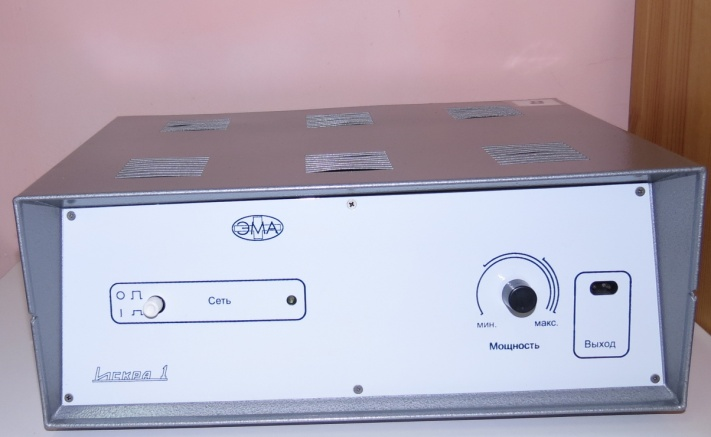 ЭМА
O
I
Сеть
мин. макс.
Мощность
Выход
Искра 1